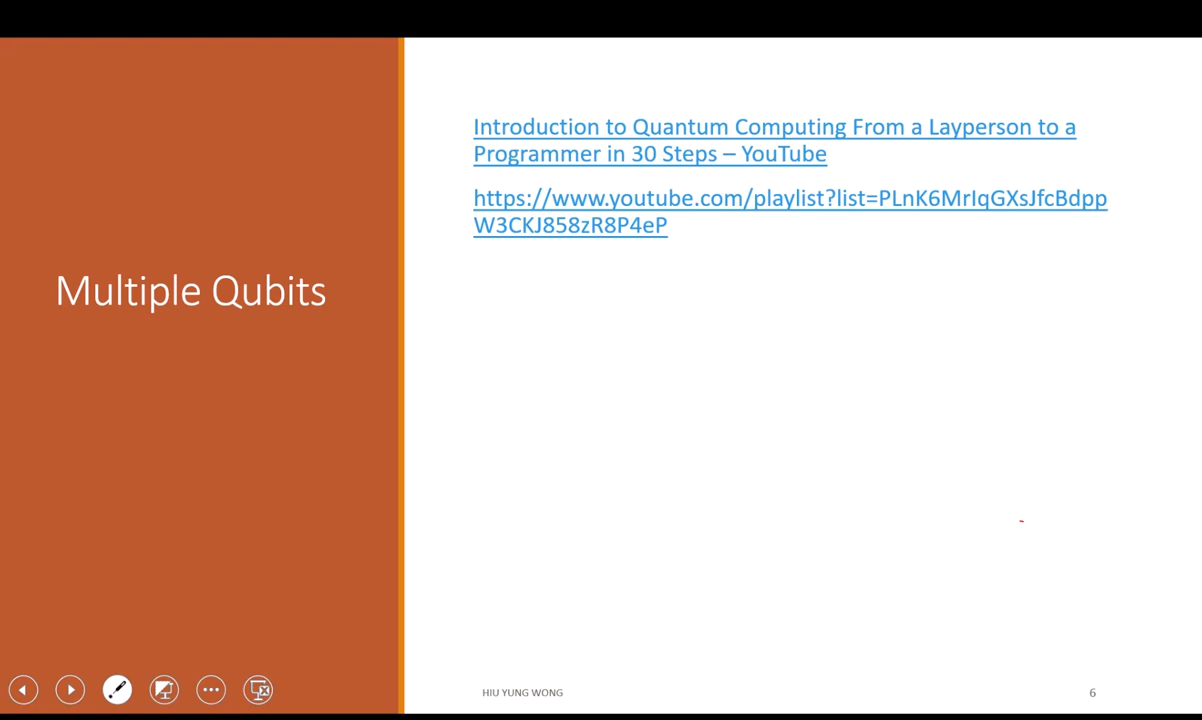 Multiple Qubits
Introduction to Quantum Computing From a Layperson to a
Programmer in 30 Steps – YouTube
https://www.youtube.com/playlist?list=PLnK6MrIqGXsJfcBdpp
W3CKJ858zR8P4eP
HIU YUNG WONG
6